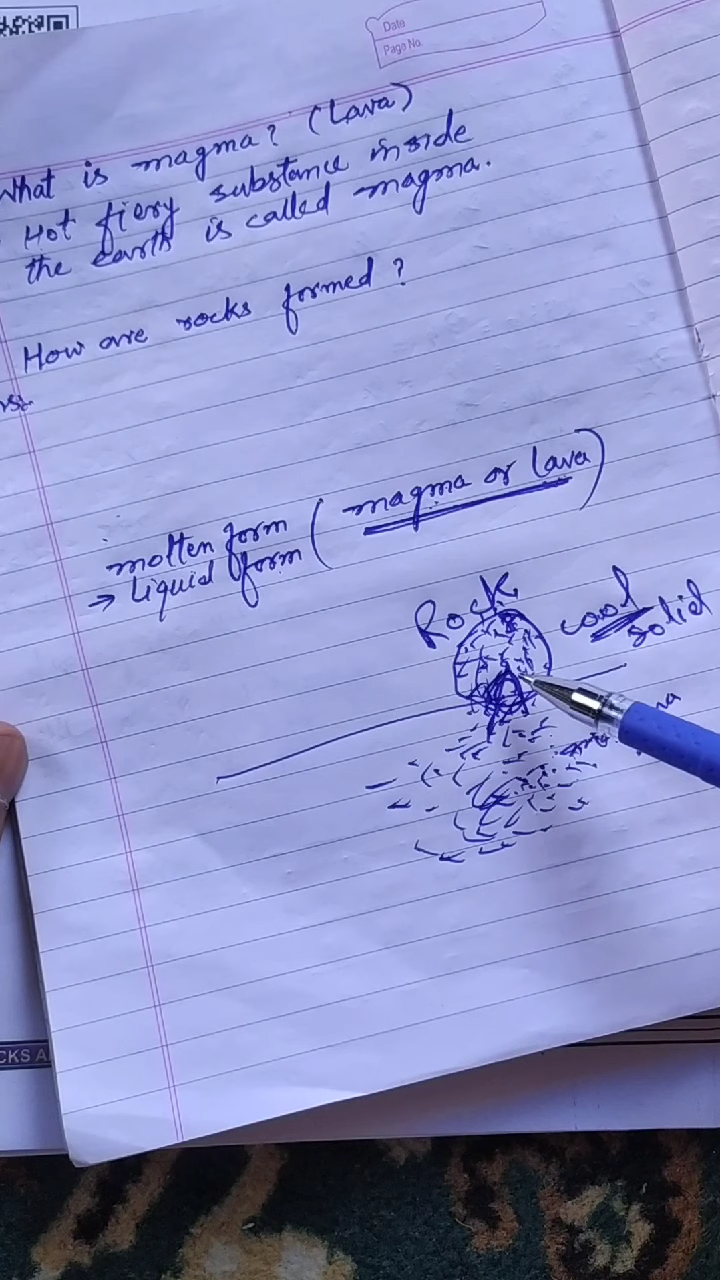 Date
Page No.
What is magma? (Lava)
Hot fiery substance inside
the earth is called magma.
How are rocks formed?
molten form (magma or lava)
→ Liquid form
Rock
cool
solid
CKS A